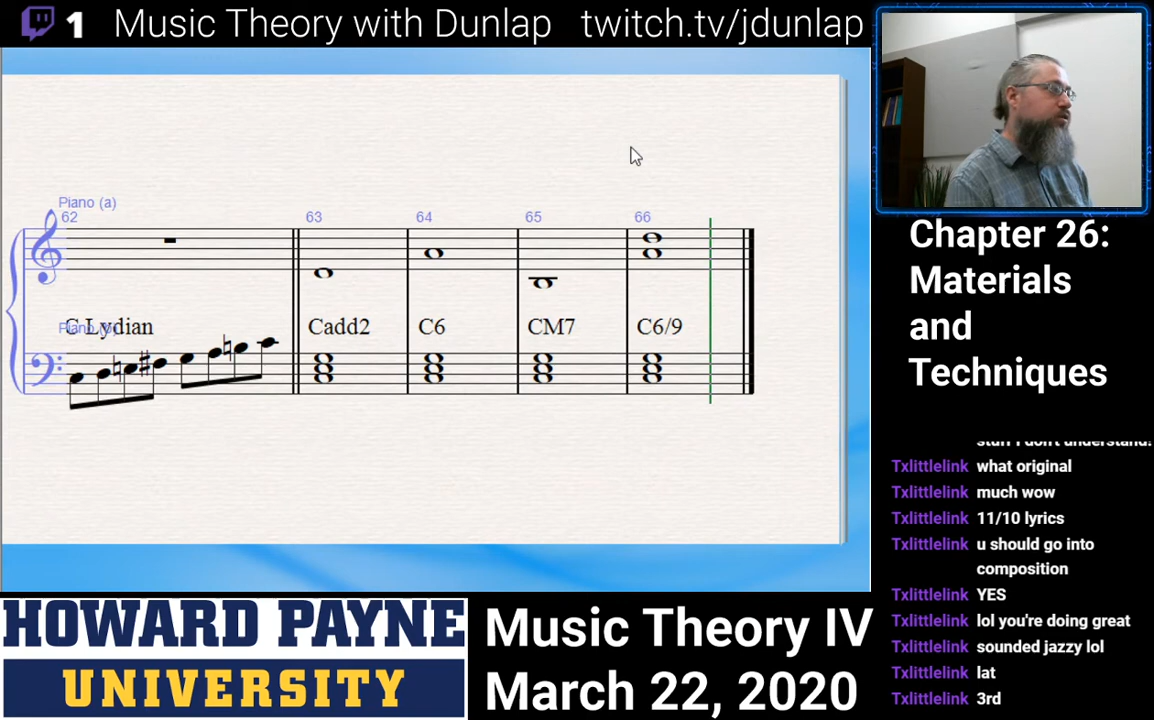 1 Music Theory with Dunlap twitch.tv/jdunlap
Piano (a)
62 63 64 65 66
C Lydian Cadd2 C6 CM7 C6/9
Chapter 26:
Materials
and
Techniques
stuff I don't understand!
Txlittlelink what original
Txlittlelink much wow
Txlittlelink 11/10 lyrics
Txlittlelink u should go into
composition
Txlittlelink YES
Txlittlelink lol you're doing great
Txlittlelink sounded jazzy lol
Txlittlelink lat
Txlittlelink 3rd
HOWARD PAYNE
UNIVERSITY
Music Theory IV
March 22, 2020